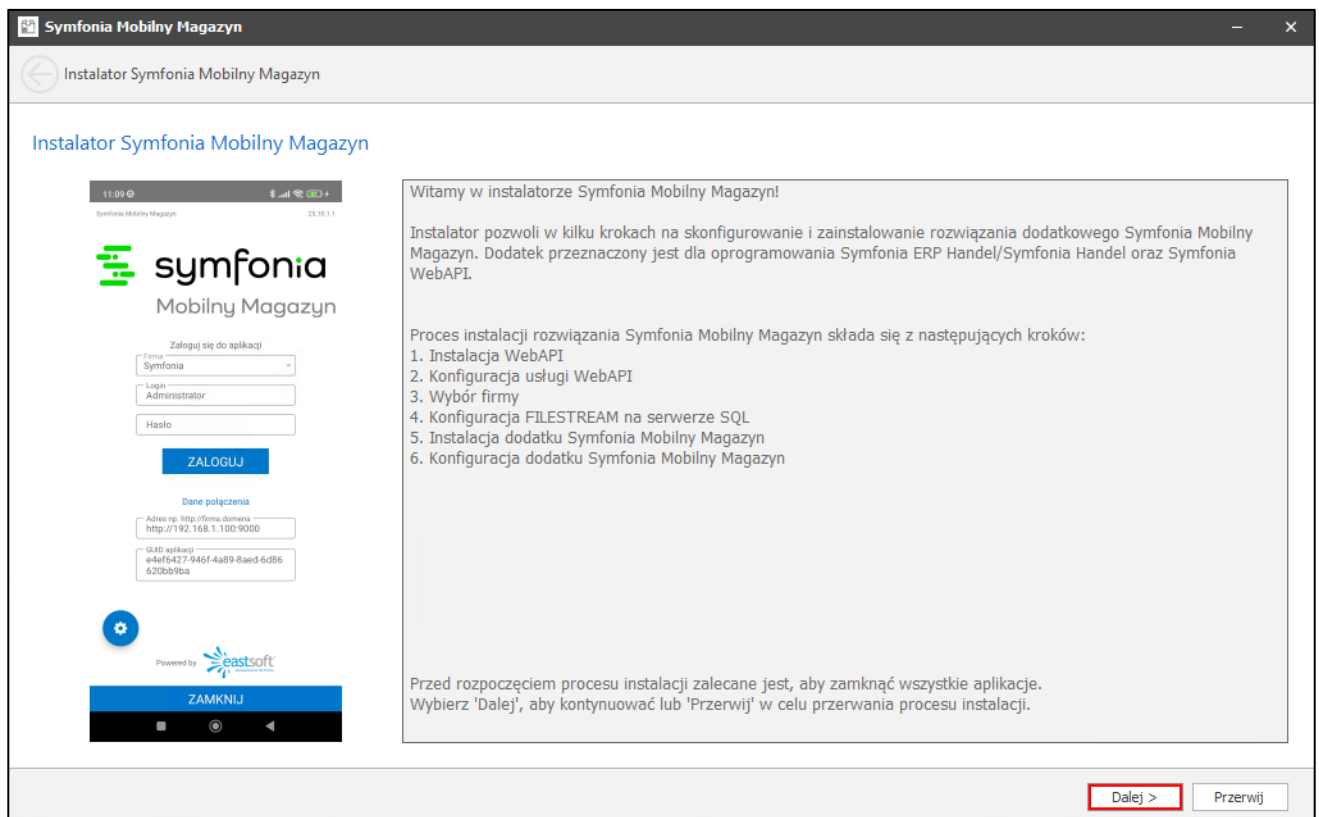 Symfonia Mobilny Magazyn
Instalator Symfonia Mobilny Magazyn
Instalator Symfonia Mobilny Magazyn
11:09
Symfonia Mobilny Magazyn 23.10.1.1
symfonia
Mobilny Magazyn
Zaloguj się do aplikacji
Firma
Symfonia
Login
Administrator
Hasło
ZALOGUJ
Dane połączenia
Adres np. http://firma.domena
http://192.168.1.100:9000
GUID aplikacji
e4ef6427-946f-4a89-8aed-6d86
620bb9ba
Powered by eastsoft
ZAMKNIJ
Witamy w instalatorze Symfonia Mobilny Magazyn!
Instalator pozwoli w kilku krokach na skonfigurowanie i zainstalowanie rozwiązania dodatkowego Symfonia Mobilny
Magazyn. Dodatek przeznaczony jest dla oprogramowania Symfonia ERP Handel/Symfonia Handel oraz Symfonia
WebAPI.
Proces instalacji rozwiązania Symfonia Mobilny Magazyn składa się z następujących kroków:
1. Instalacja WebAPI
2. Konfiguracja usługi WebAPI
3. Wybór firmy
4. Konfiguracja FILESTREAM na serwerze SQL
5. Instalacja dodatku Symfonia Mobilny Magazyn
6. Konfiguracja dodatku Symfonia Mobilny Magazyn
Przed rozpoczęciem procesu instalacji zalecane jest, aby zamknąć wszystkie aplikacje.
Wybierz 'Dalej', aby kontynuować lub 'Przerwij' w celu przerwania procesu instalacji.
Dalej >
Przerwij